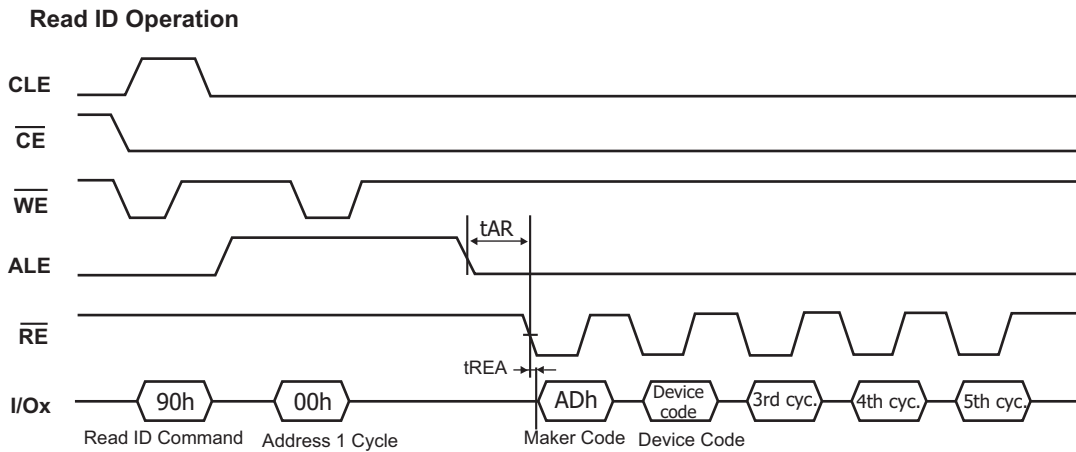 Read ID Operation
CLE
CE
WE
ALE
tAR
RE
tREA
I/Ox
90h
00h
ADh
Device code
3rd cyc.
4th cyc.
5th cyc.
Read ID Command
Address 1 Cycle
Maker Code
Device Code